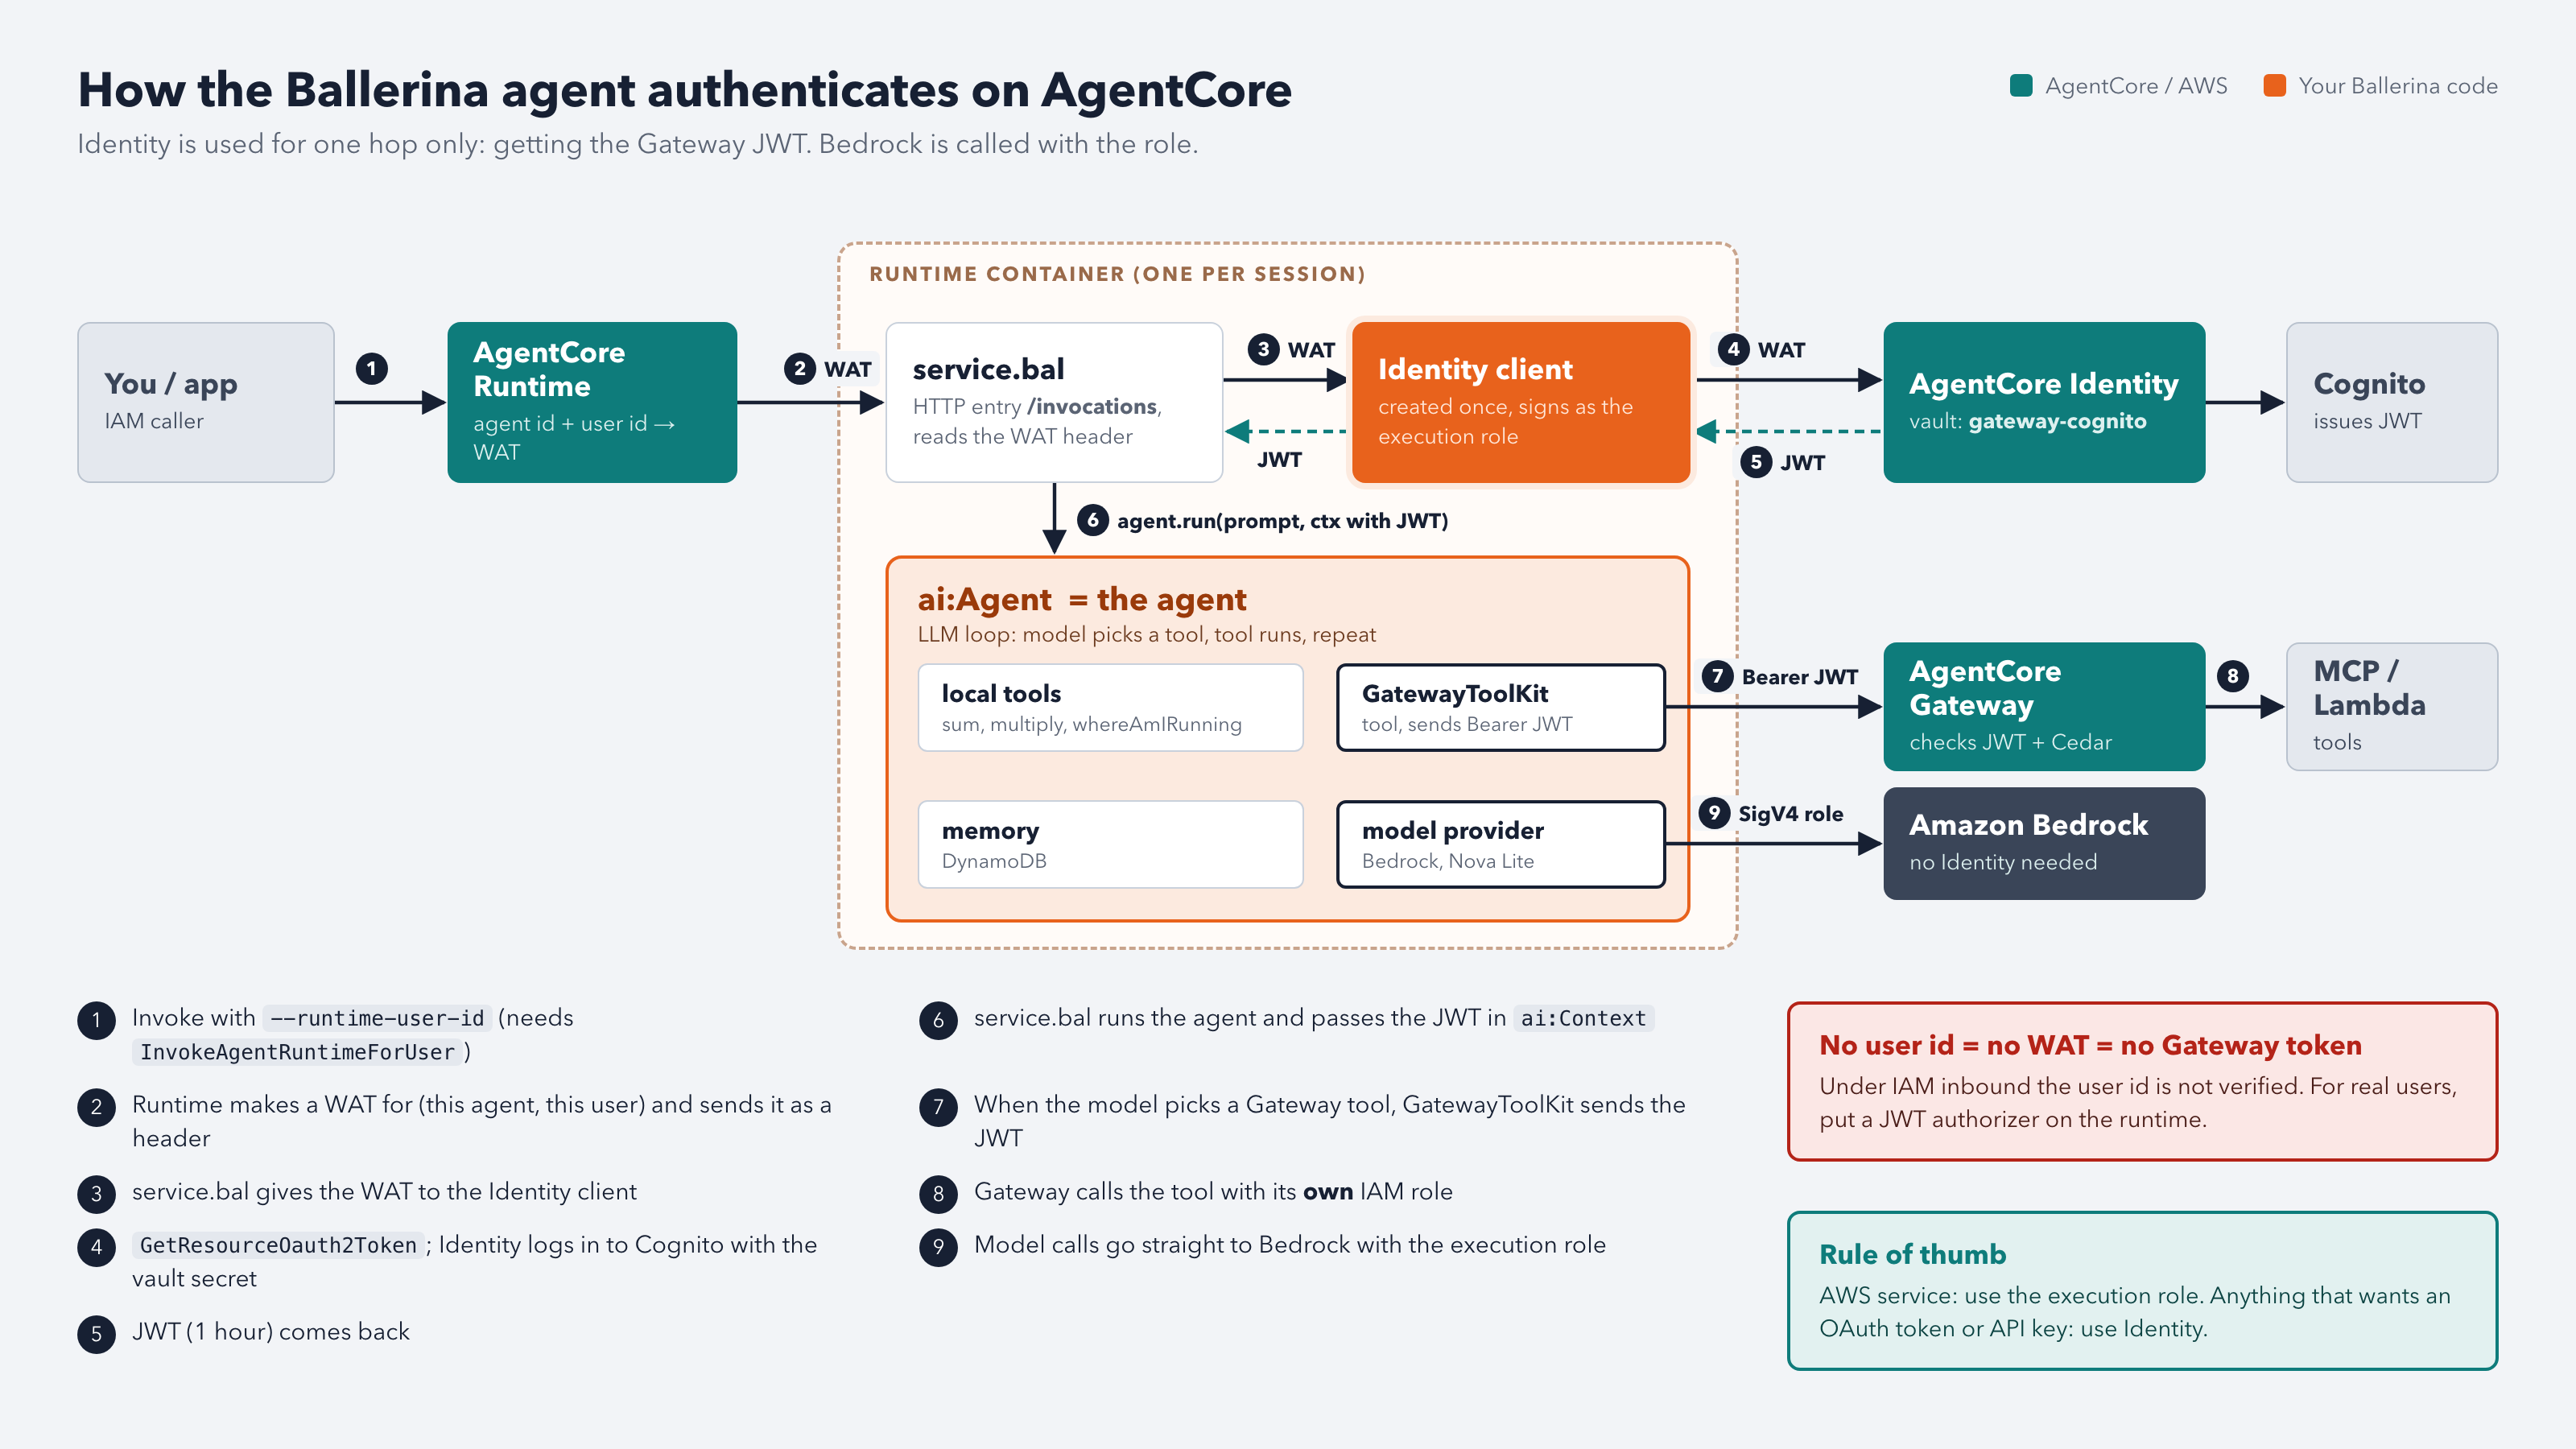 How the Ballerina agent authenticates on AgentCore
Identity is used for one hop only: getting the Gateway JWT. Bedrock is called with the role.
AgentCore / AWS
Your Ballerina code
RUNTIME CONTAINER (ONE PER SESSION)
You / app
IAM caller
1
AgentCore
Runtime
agent id + user id →
WAT
2 WAT
service.bal
HTTP entry /invocations,
reads the WAT header
3 WAT
JWT
Identity client
created once, signs as the
execution role
4 WAT
5 JWT
AgentCore Identity
vault: gateway-cognito
Cognito
issues JWT
6 agent.run(prompt, ctx with JWT)
ai:Agent = the agent
LLM loop: model picks a tool, tool runs, repeat
local tools
sum, multiply, whereAmIRunning
GatewayToolKit
tool, sends Bearer JWT
7 Bearer JWT
AgentCore
Gateway
checks JWT + Cedar
8
MCP /
Lambda
tools
memory
DynamoDB
model provider
Bedrock, Nova Lite
9 SigV4 role
Amazon Bedrock
no Identity needed
1 Invoke with --runtime-user-id (needs
InvokeAgentRuntimeForUser)
2 Runtime makes a WAT for (this agent, this user) and sends it as a
header
3 service.bal gives the WAT to the Identity client
4 GetResourceOauth2Token; Identity logs in to Cognito with the
vault secret
5 JWT (1 hour) comes back
6 service.bal runs the agent and passes the JWT in ai:Context
7 When the model picks a Gateway tool, GatewayToolKit sends the
JWT
8 Gateway calls the tool with its own IAM role
9 Model calls go straight to Bedrock with the execution role
No user id = no WAT = no Gateway token
Under IAM inbound the user id is not verified. For real users,
put a JWT authorizer on the runtime.
Rule of thumb
AWS service: use the execution role. Anything that wants an
OAuth token or API key: use Identity.